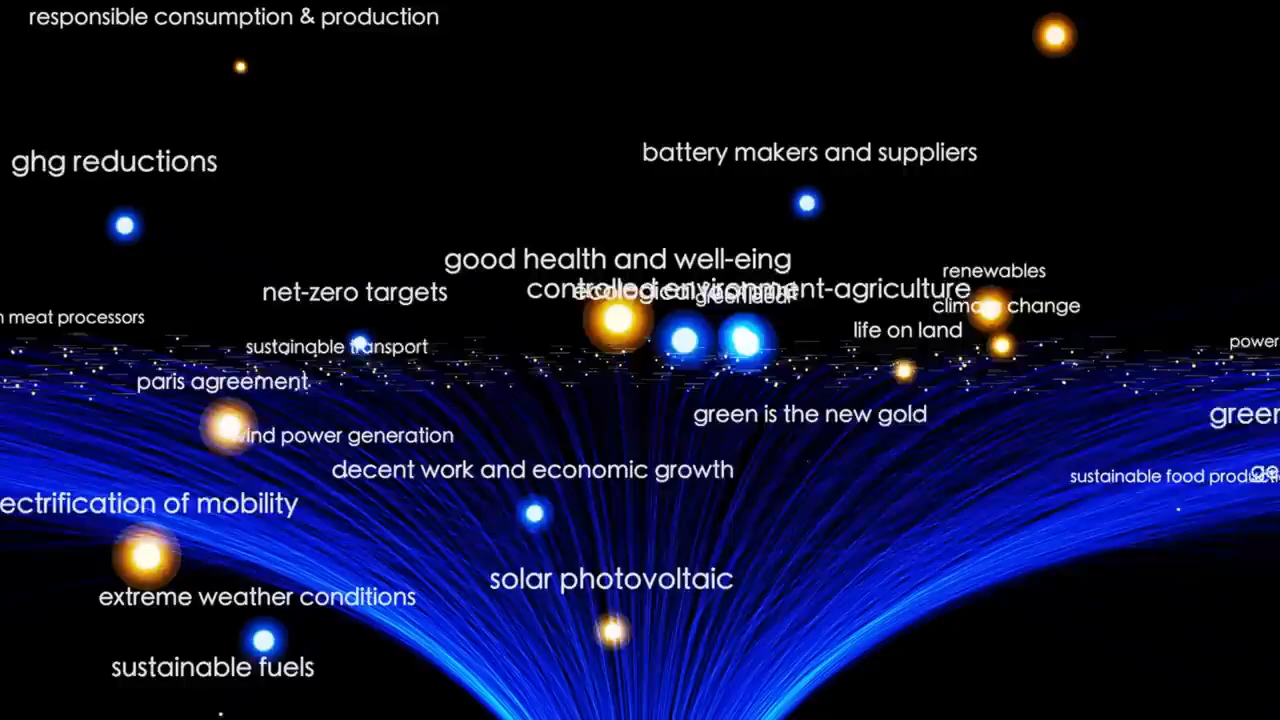 responsible consumption & production
ghg reductions
battery makers and suppliers
good health and well-eing
renewables
net-zero targets
controlled environment-agriculture
climate change
meat processors
life on land
power
sustainable transport
paris agreement
green is the new gold
green
wind power generation
decent work and economic growth
sustainable food producti
ge
ectrification of mobility
solar photovoltaic
extreme weather conditions
sustainable fuels